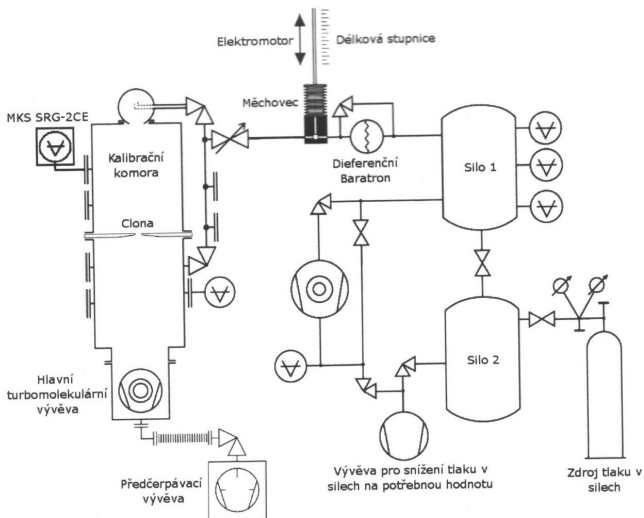 Elektromotor
Délková stupnice
Měchovec
MKS SRG-2CE
Kalibrační
komora
Dieferenční
Baratron
Silo 1
Clona
Silo 2
Hlavní
turbomolekulární
vývěva
Předčerpávací
vývěva
Vývěva pro snížení tlaku v
silech na potřebnou hodnotu
Zdroj tlaku v
silech